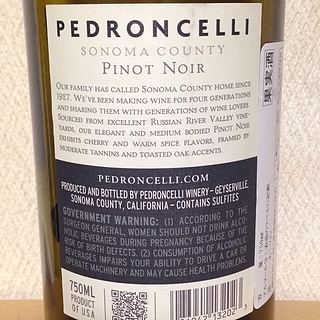 PEDRONCELLI
SONOMA COUNTY
PINOT NOIR
OUR FAMILY HAS CALLED SONOMA COUNTY HOME SINCE
1927. WE'VE BEEN MAKING WINE FOR FOUR GENERATIONS
AND SHARING THEM WITH GENERATIONS OF WINE LOVERS.
SOURCED FROM EXCELLENT RUSSIAN RIVER VALLEY VINE-
YARDS, OUR ELEGANT AND MEDIUM BODIED PINOT NOIR
EXHIBITS CHERRY AND WARM SPICE FLAVORS, FRAMED BY
MODERATE TANNINS AND TOASTED OAK ACCENTS.
PEDRONCELLI.COM
PRODUCED AND BOTTLED BY PEDRONCELLI WINERY - GEYSERVILLE,
SONOMA COUNTY, CALIFORNIA - CONTAINS SULFITES
GOVERNMENT WARNING: (1) ACCORDING TO THE
SURGEON GENERAL, WOMEN SHOULD NOT DRINK ALCO-
HOLIC BEVERAGES DURING PREGNANCY BECAUSE OF THE
RISK OF BIRTH DEFECTS. (2) CONSUMPTION OF ALCOHOLIC
BEVERAGES IMPAIRS YOUR ABILITY TO DRIVE A CAR OR
OPERATE MACHINERY AND MAY CAUSE HEALTH PROBLEMS.
750ML
PRODUCT
OF USA
果実酒